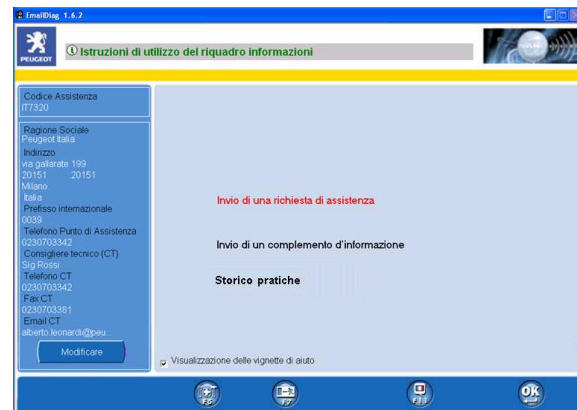 EmailDiag 1.6.2
PEUGEOT
Istruzioni di utilizzo del riquadro informazioni
Codice Assistenza
IT7320
Ragione Sociale
Peugeot Italia
Indirizzo
via gallarate 199
20151 20151
Milano
Italia
Prefisso internazionale
0039
Telefono Punto di Assistenza
0230703342
Consigliere tecnico (CT)
Sig Rossi
Telefono CT
0230703342
Fax CT
0230703381
Email CT
alberto leonardi@peu...
Modificare
Invio di una richiesta di assistenza
Invio di un complemento d'informazione
Storico pratiche
Visualizzazione delle vignette di aiuto
F5
F7
F11
OK